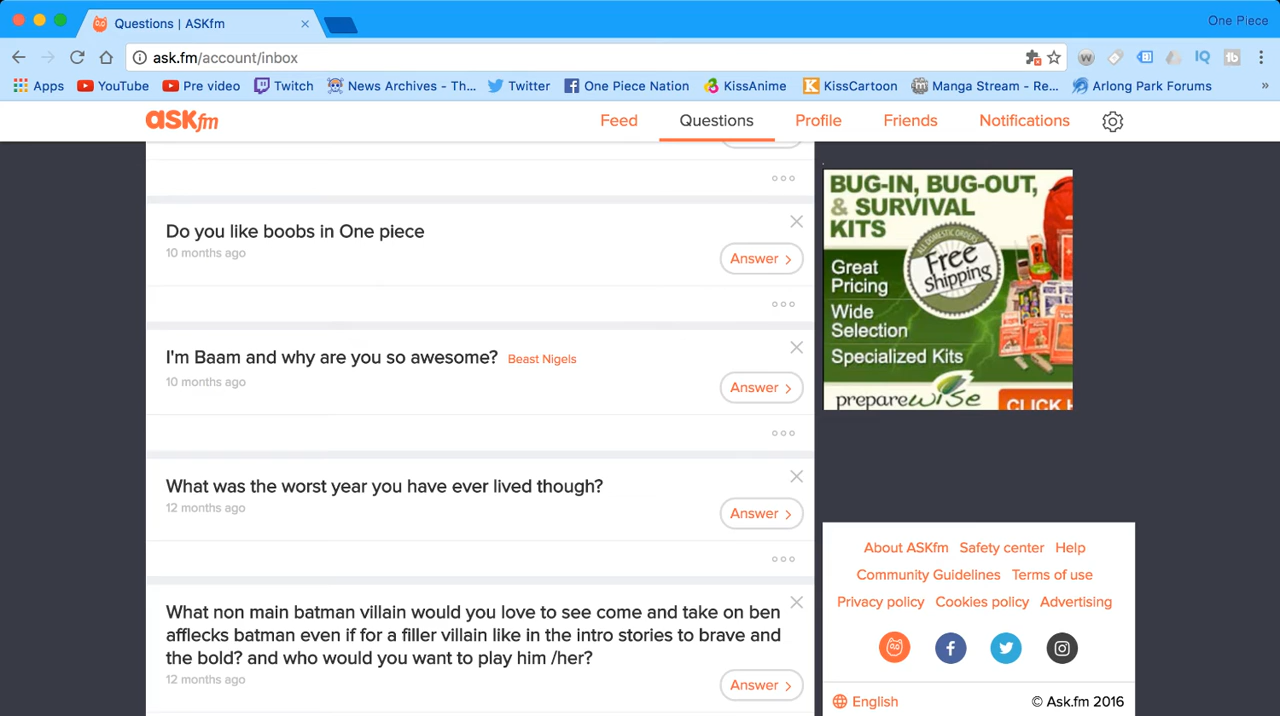 Questions | ASKfm
One Piece
ask.fm/account/inbox
Apps YouTube Pre video Twitch News Archives - Th... Twitter One Piece Nation KissAnime KissCartoon Manga Stream - Re... Arlong Park Forums »
ASKfm Feed Questions Profile Friends Notifications
Do you like boobs in One piece
10 months ago
Answer
I'm Baam and why are you so awesome? Beast Nigels
10 months ago
Answer
What was the worst year you have ever lived though?
12 months ago
Answer
What non main batman villain would you love to see come and take on ben
afflecks batman even if for a filler villain like in the intro stories to brave and
the bold? and who would you want to play him /her?
12 months ago
Answer
BUG-IN, BUG-OUT,
& SURVIVAL
KITS
ALL DOMESTIC ORDERS
Free
Shipping
Great
Pricing
Wide
Selection
Specialized Kits
preparewise
CLICK H
About ASKfm Safety center Help
Community Guidelines Terms of use
Privacy policy Cookies policy Advertising
English
© Ask.fm 2016